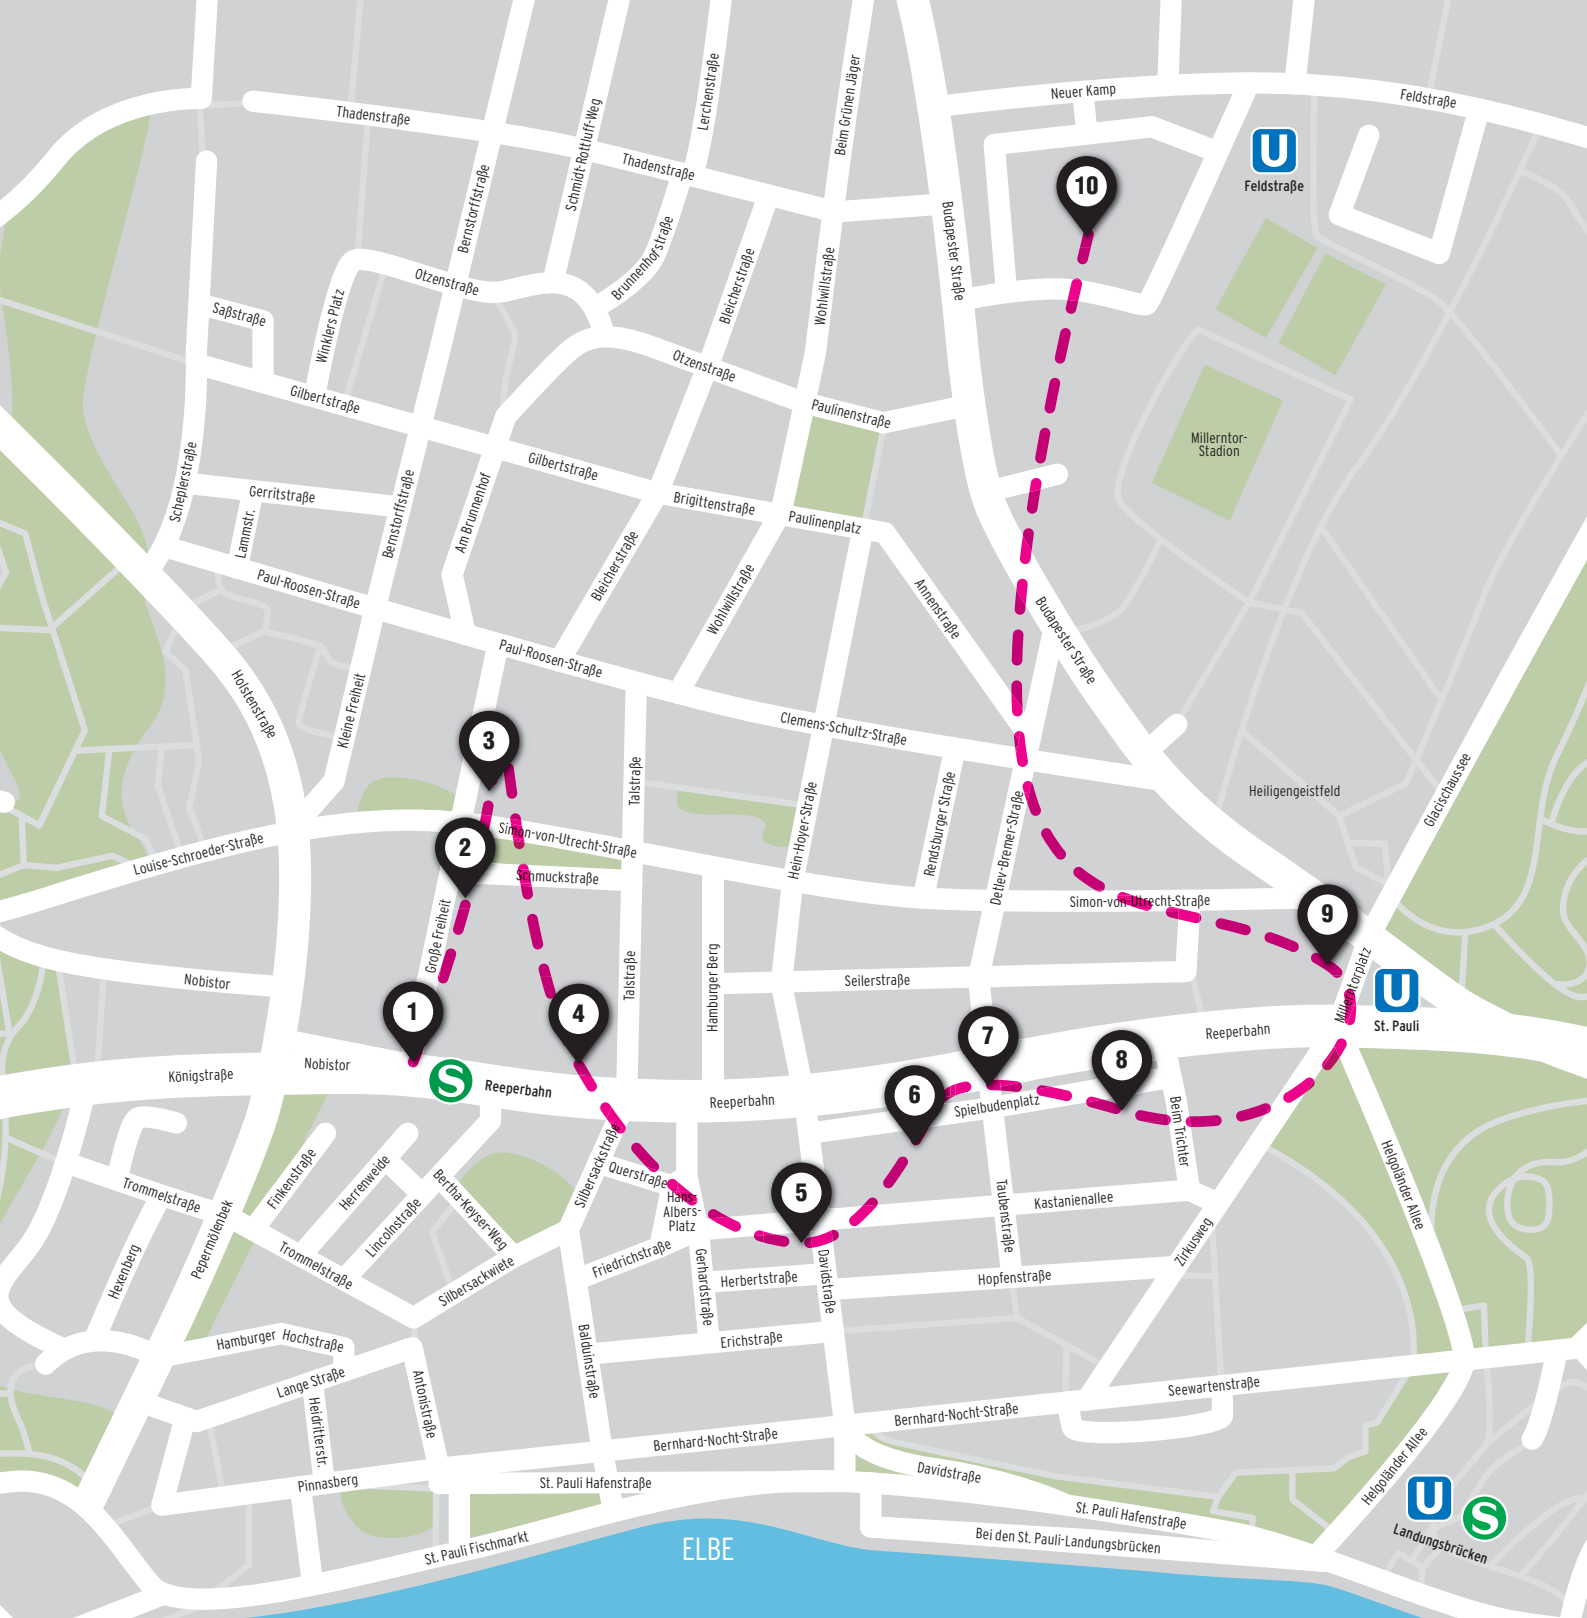 Neuer Kamp
Feldstraße
Thadenstraße
Schmidt-Rottluff-Weg
Lerchenstraße
Beim Grünen Jäger
Thadenstraße
U
Feldstraße
10
Bernstorffstraße
Budapester Straße
Brunnenhofstraße
Bleicherstraße
Wohlwillstraße
Otzenstraße
Winklers Platz
Saßstraße
Otzenstraße
Gilbertstraße
Paulinenstraße
Millerntor-
Stadion
Scheplerstraße
Gilbertstraße
Gerritstraße
Lammstr.
Bernstorffstraße
Am Brunnenhof
Brigittenstraße
Paulinenplatz
Bleicherstraße
Wohlwillstraße
Annenstraße
Budapester Straße
Paul-Roosen-Straße
Paul-Roosen-Straße
Holstenstraße
Kleine Freiheit
3
Clemens-Schultz-Straße
Talstraße
Hein-Hoyer-Straße
Rendsburger Straße
Detlev-Bremer-Straße
Heiligengeistfeld
Glacischaussee
Louise-Schroeder-Straße
2
Simon-von-Utrecht-Straße
Schmuckstraße
Simon-von-Utrecht-Straße
9
Große Freiheit
Nobistor
Talstraße
Hamburger Berg
Seilerstraße
Millerntorplatz
U
St. Pauli
1
4
7
8
Reeperbahn
Königstraße
Nobistor
S
Reeperbahn
Reeperbahn
6
Spielbudenplatz
Beim Trichter
Silbersackstraße
Querstraße
Hans-
Albers-
Platz
5
Taubenstraße
Kastanienallee
Zirkusweg
Helgoländer Allee
Trommelstraße
Finkenstraße
Herrenweide
Lincolnstraße
Bertha-Keyser-Weg
Pepermölenbek
Hexenberg
Trommelstraße
Silbersackwiete
Friedrichstraße
Gerhardstraße
Herbertstraße
Davidstraße
Hopfenstraße
Hamburger Hochstraße
Erichstraße
Lange Straße
Balduinstraße
Antonistraße
Heidritterstr.
Seewartenstraße
Bernhard-Nocht-Straße
Bernhard-Nocht-Straße
Pinnasberg
St. Pauli Hafenstraße
Davidstraße
St. Pauli Hafenstraße
Helgoländer Allee
Bei den St. Pauli-Landungsbrücken
U
S
Landungsbrücken
St. Pauli Fischmarkt
ELBE